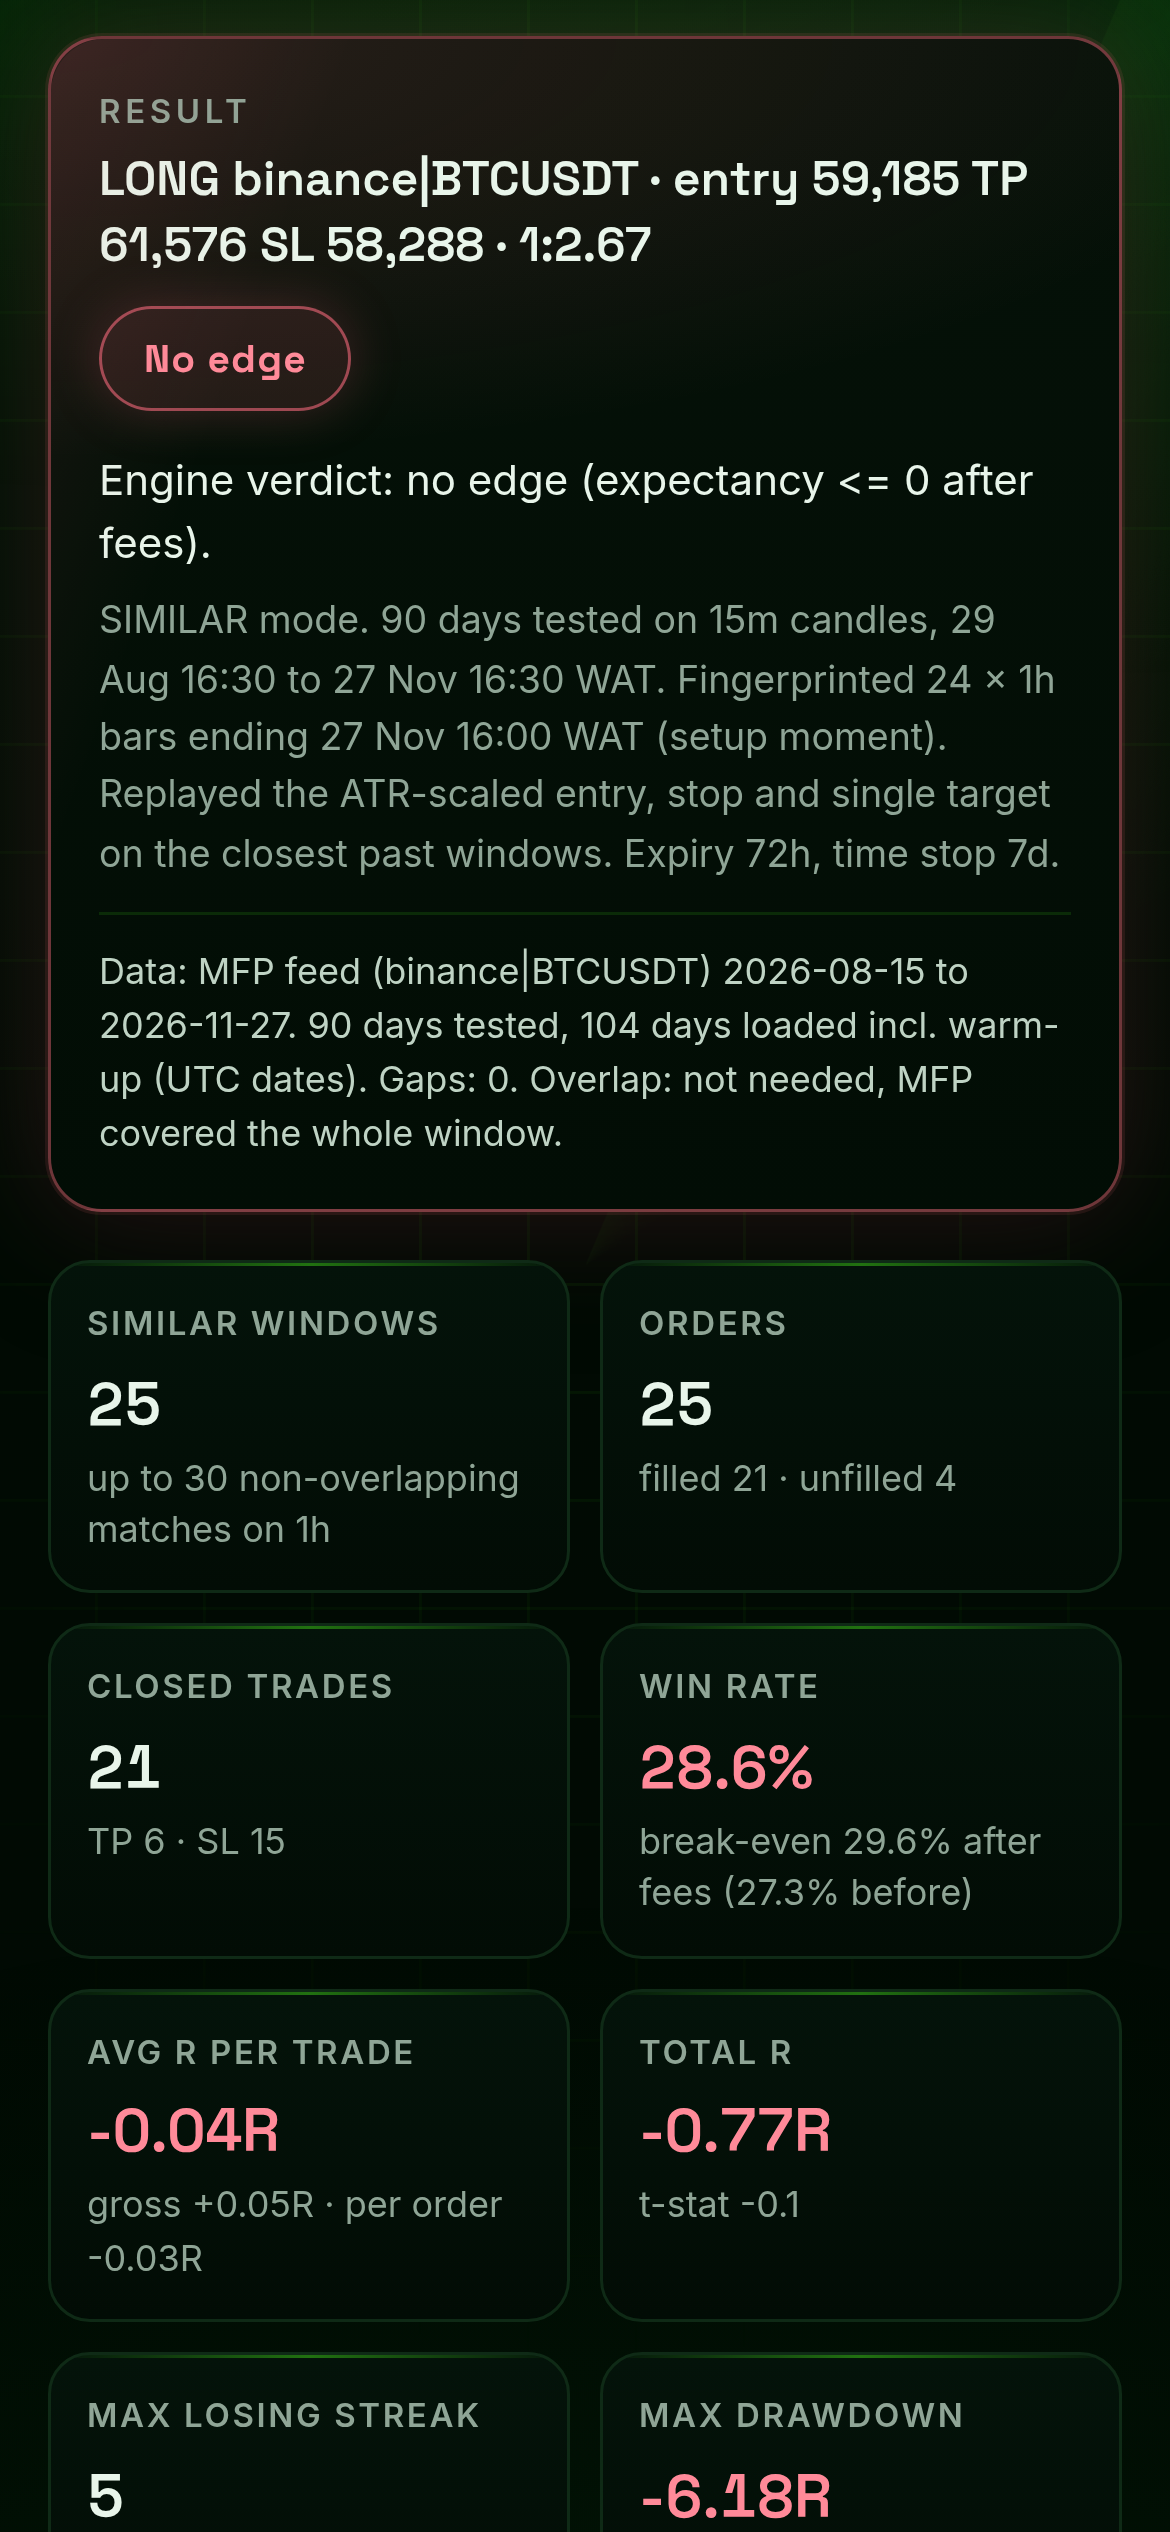 RESULT
LONG binance|BTCUSDT · entry 59,185 TP
61,576 SL 58,288 · 1:2.67
No edge
Engine verdict: no edge (expectancy <= 0 after
fees).
SIMILAR mode. 90 days tested on 15m candles, 29
Aug 16:30 to 27 Nov 16:30 WAT. Fingerprinted 24 × 1h
bars ending 27 Nov 16:00 WAT (setup moment).
Replayed the ATR-scaled entry, stop and single target
on the closest past windows. Expiry 72h, time stop 7d.
Data: MFP feed (binance|BTCUSDT) 2026-08-15 to
2026-11-27. 90 days tested, 104 days loaded incl. warm-
up (UTC dates). Gaps: 0. Overlap: not needed, MFP
covered the whole window.
SIMILAR WINDOWS
25
up to 30 non-overlapping
matches on 1h
ORDERS
25
filled 21 · unfilled 4
CLOSED TRADES
21
TP 6 · SL 15
WIN RATE
28.6%
break-even 29.6% after
fees (27.3% before)
AVG R PER TRADE
-0.04R
gross +0.05R · per order
-0.03R
TOTAL R
-0.77R
t-stat -0.1
MAX LOSING STREAK
5
MAX DRAWDOWN
-6.18R